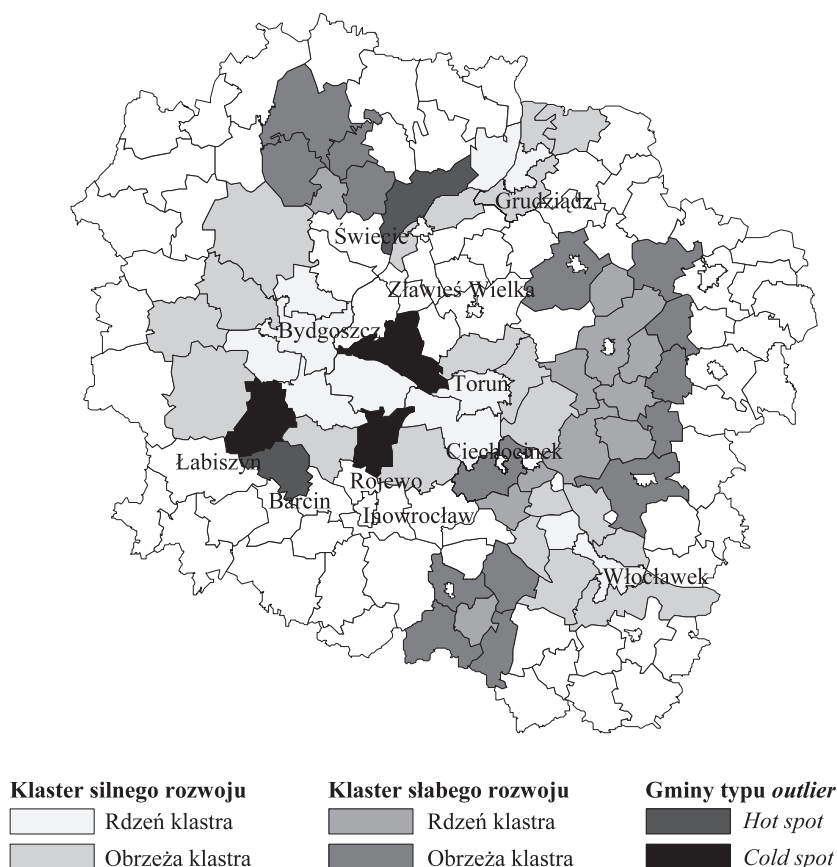 Grudziądz
Świecie
Zławieś Wielka
Bydgoszcz
Toruń
Ciechocinek
Łabiszyn
Rojewo
Barcin
Inowrocław
Włocławek
Klaster silnego rozwoju Klaster słabego rozwoju Gminy typu outlier
Rdzeń klastra Rdzeń klastra Hot spot
Obrzeża klastra Obrzeża klastra Cold spot